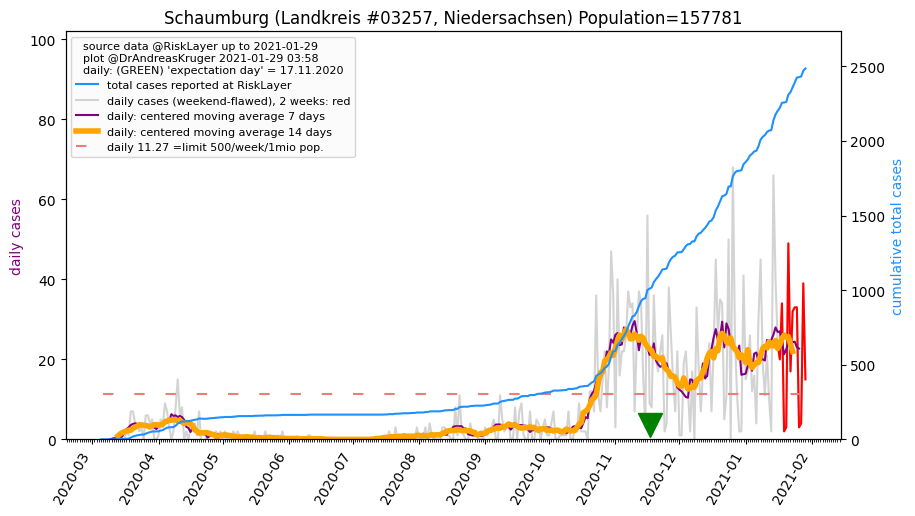 Schaumburg (Landkreis #03257, Niedersachsen) Population=157781
source data @RiskLayer up to 2021-01-29
plot @DrAndreasKruger 2021-01-29 03:58
daily: (GREEN) 'expectation day' = 17.11.2020
total cases reported at RiskLayer
daily cases (weekend-flawed), 2 weeks: red
daily: centered moving average 7 days
daily: centered moving average 14 days
daily 11.27 =limit 500/week/1mio pop.
daily cases
100
80
60
40
20
0
cumulative total cases
2500
2000
1500
1000
500
0
2020-03
2020-04
2020-05
2020-06
2020-07
2020-08
2020-09
2020-10
2020-11
2020-12
2021-01
2021-02